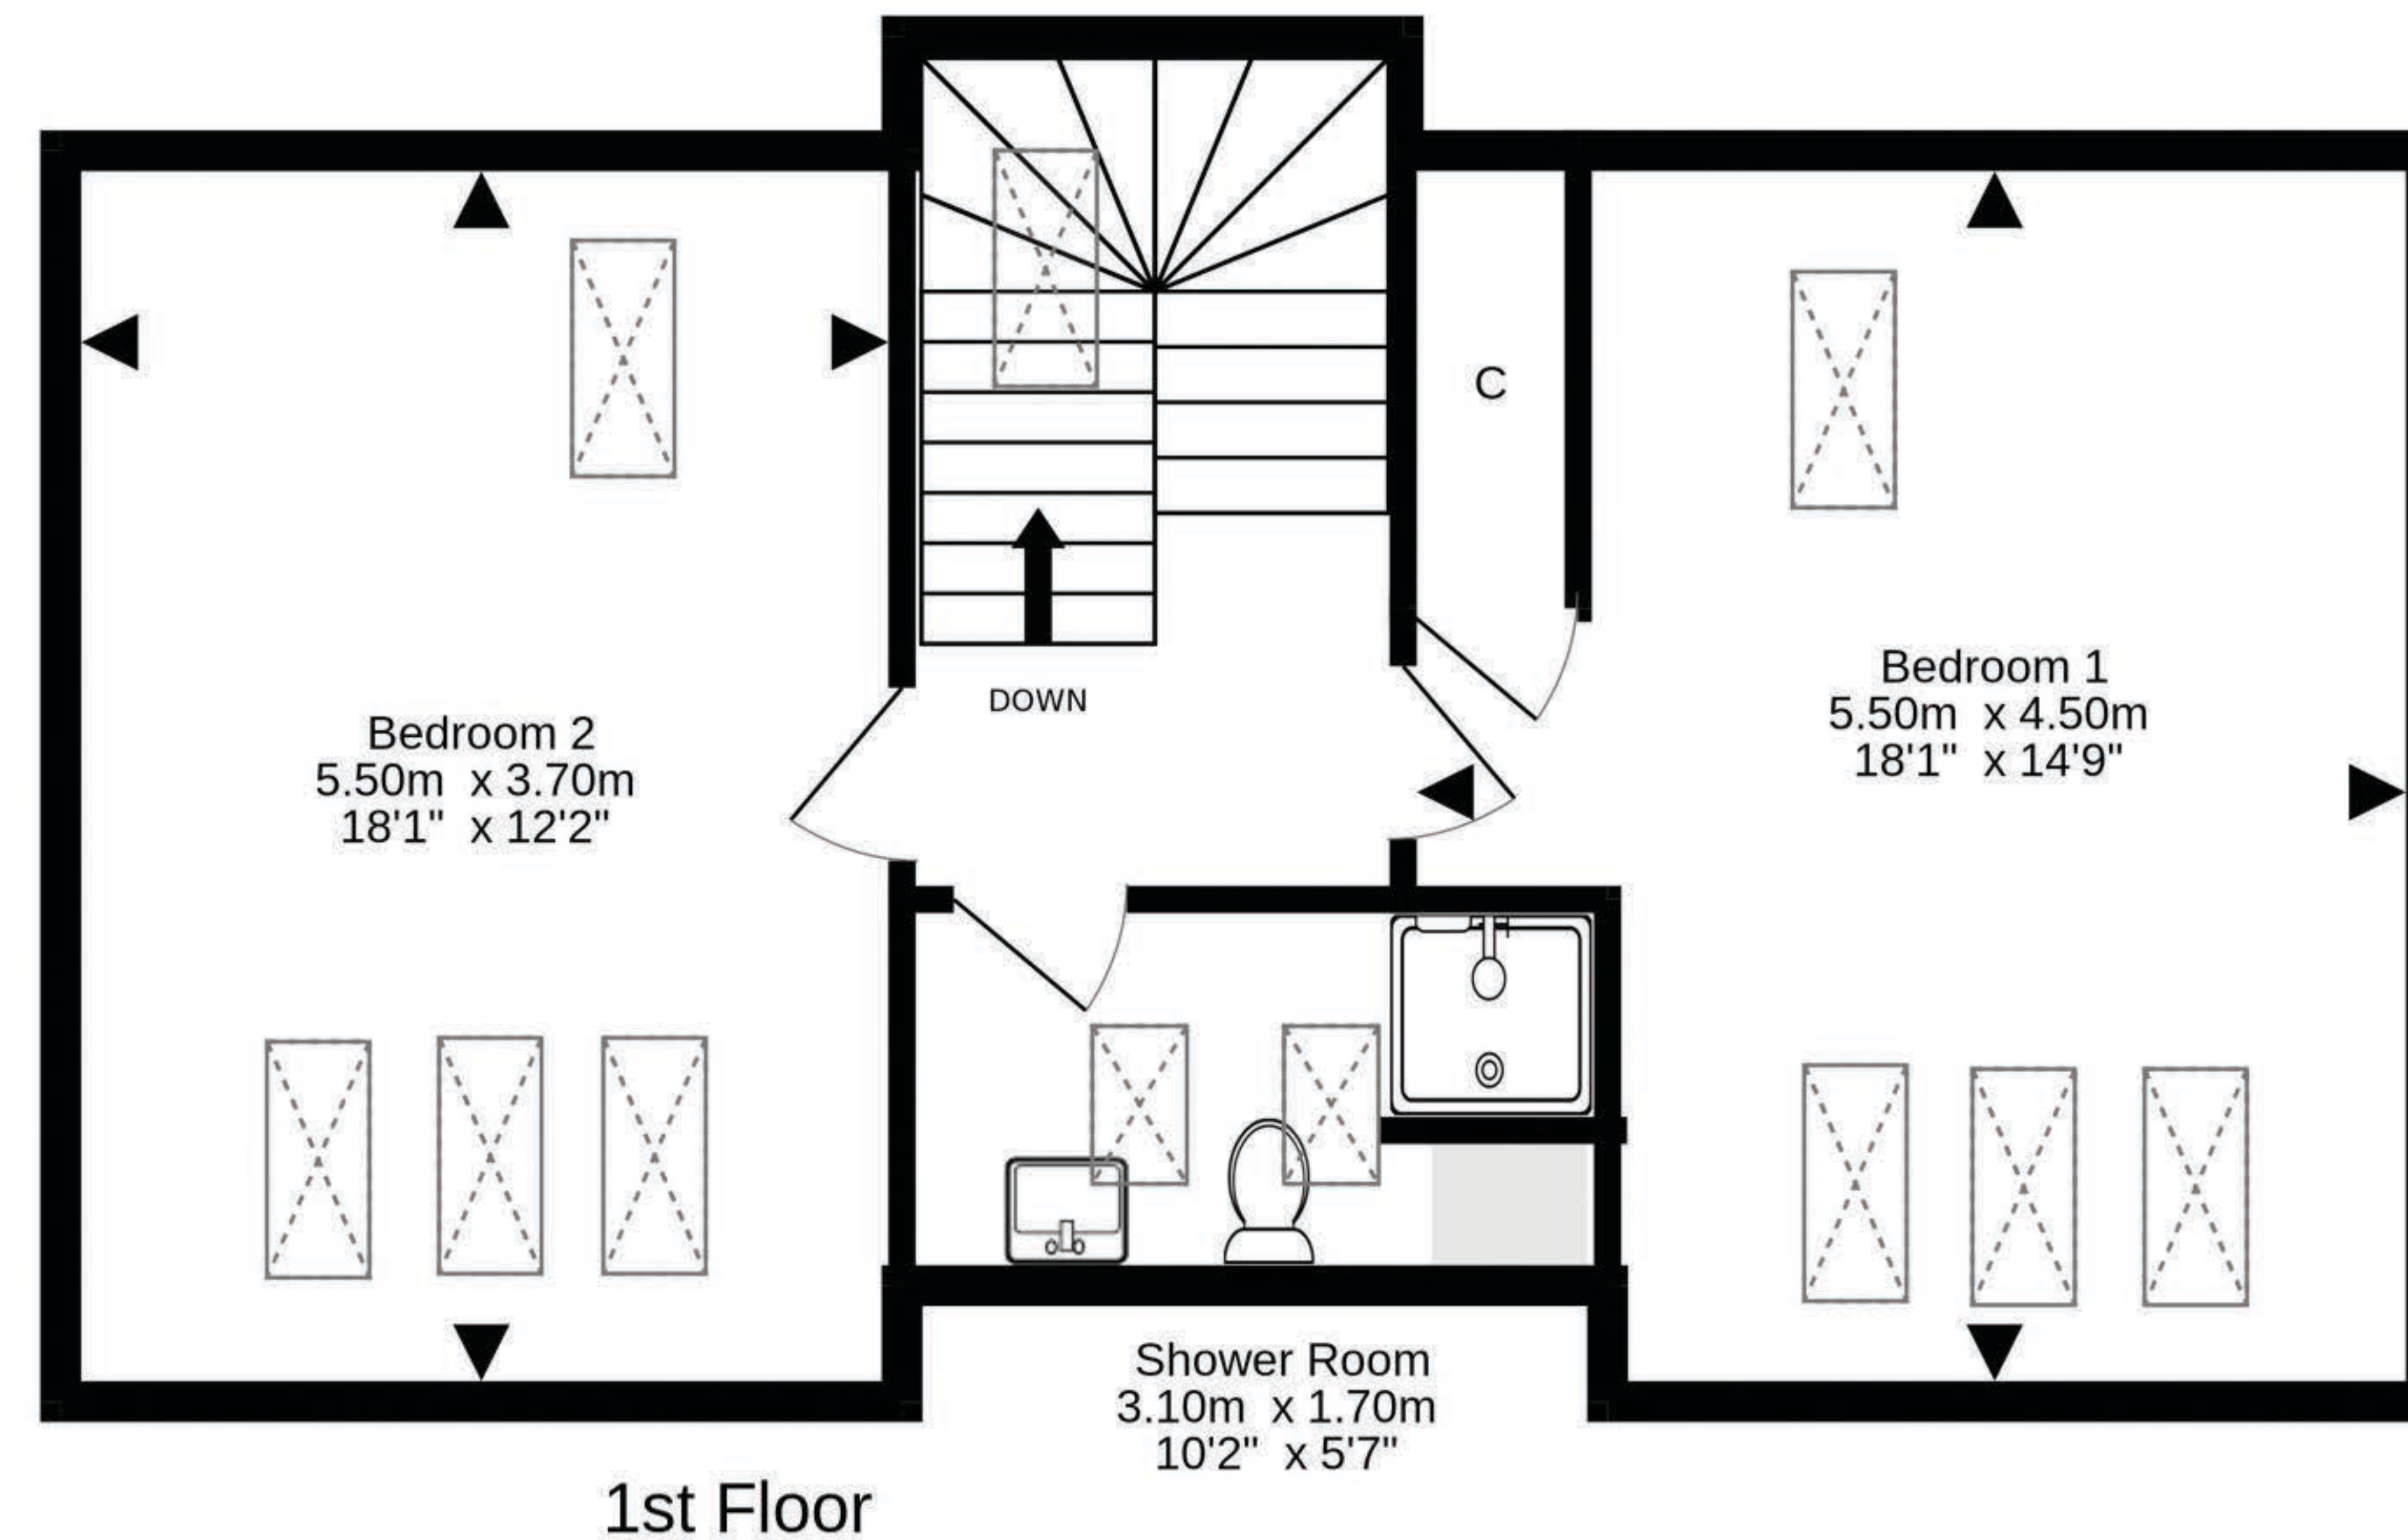 C
DOWN
Bedroom 1
5.50m x 4.50m
18'1" x 14'9"
Bedroom 2
5.50m x 3.70m
18'1" x 12'2"
Shower Room
3.10m x 1.70m
10'2" x 5'7"
1st Floor